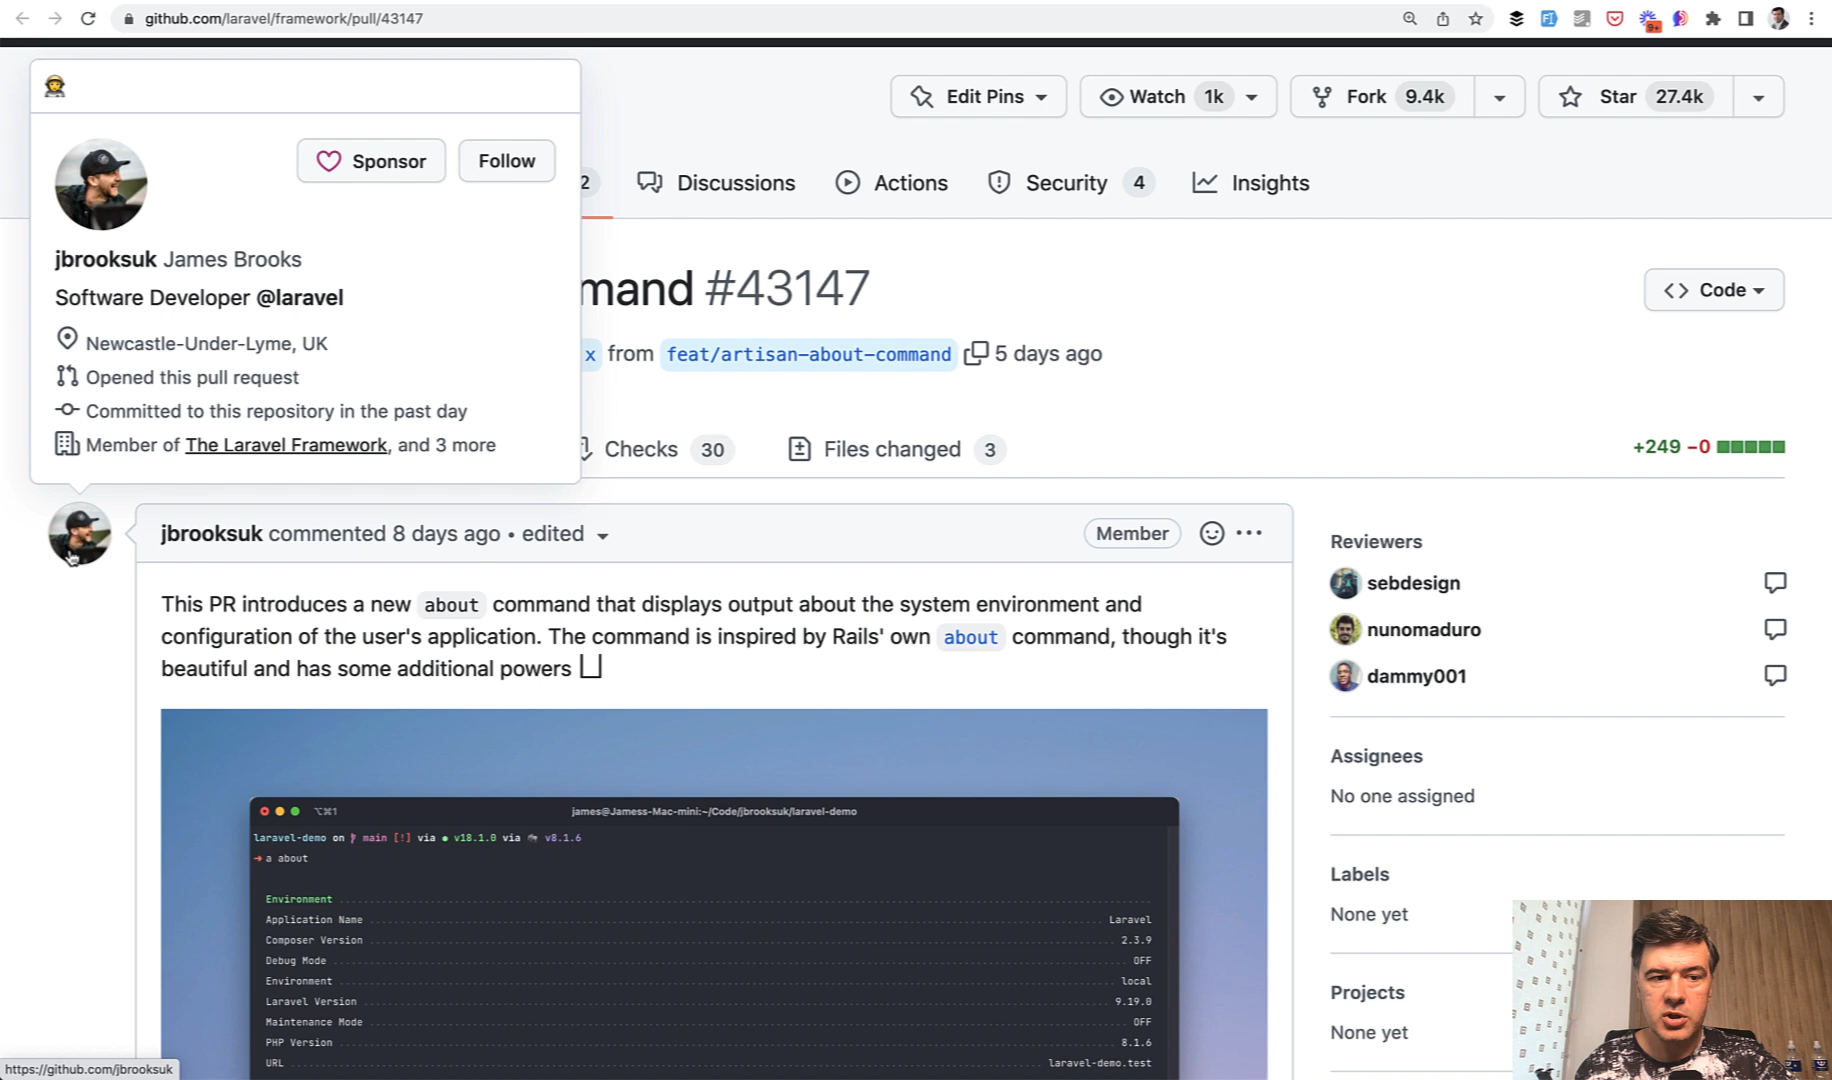 github.com/laravel/framework/pull/43147
9+
Edit Pins
Watch 1k
Fork 9.4k
Star 27.4k
Sponsor
Follow
2
Discussions
Actions
Security 4
Insights
jbrooksuk James Brooks
Software Developer @laravel
Newcastle-Under-Lyme, UK
Opened this pull request
Committed to this repository in the past day
Member of The Laravel Framework, and 3 more
mand #43147
Code
x from feat/artisan-about-command 5 days ago
Checks 30
Files changed 3
+249 −0
jbrooksuk commented 8 days ago • edited
Member
This PR introduces a new about command that displays output about the system environment and
configuration of the user's application. The command is inspired by Rails' own about command, though it's
beautiful and has some additional powers
⌥⌘1
james@Jamess-Mac-mini:~/Code/jbrooksuk/laravel-demo
laravel-demo on main [!] via v18.1.0 via v8.1.6
a about
Environment
Application Name Laravel
Composer Version 2.3.9
Debug Mode OFF
Environment local
Laravel Version 9.19.0
Maintenance Mode OFF
PHP Version 8.1.6
URL laravel-demo.test
Reviewers
sebdesign
nunomaduro
dammy001
Assignees
No one assigned
Labels
None yet
Projects
None yet
https://github.com/jbrooksuk